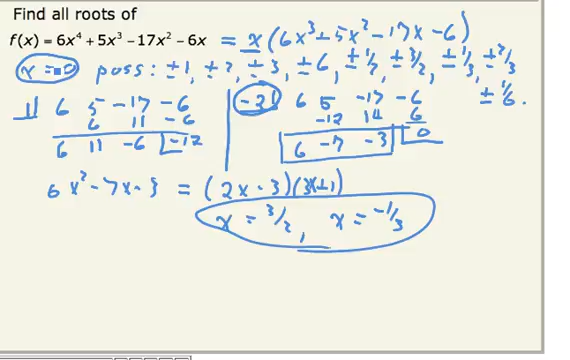 Find all roots of
f(x) = 6x⁴ + 5x³ − 17x² − 6x = x(6x³+5x²−17x−6)
x = 0 poss: ±1, ±2, ±3, ±6, ±1/2, ±3/2, ±1/3, ±2/3
±1/6.
1| 6 5 −17 −6
6 11 −6
6 11 −6 |−12
−2| 6 5 −17 −6
−12 14 6
6 −7 −3 |0
6x²−7x−3 = (2x−3)(3x+1)
x = 3/2, x = −1/3